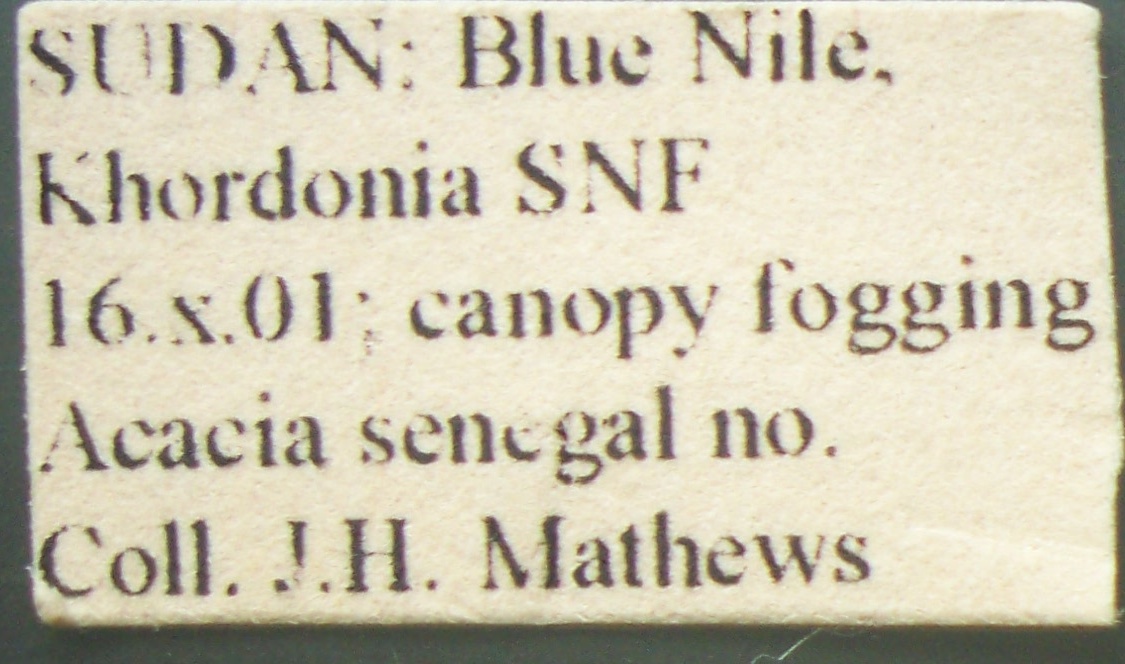 SUDAN: Blue Nile,
Khordonia SNF
16.x.01; canopy fogging
Acacia senegal no.
Coll. J.H. Mathews